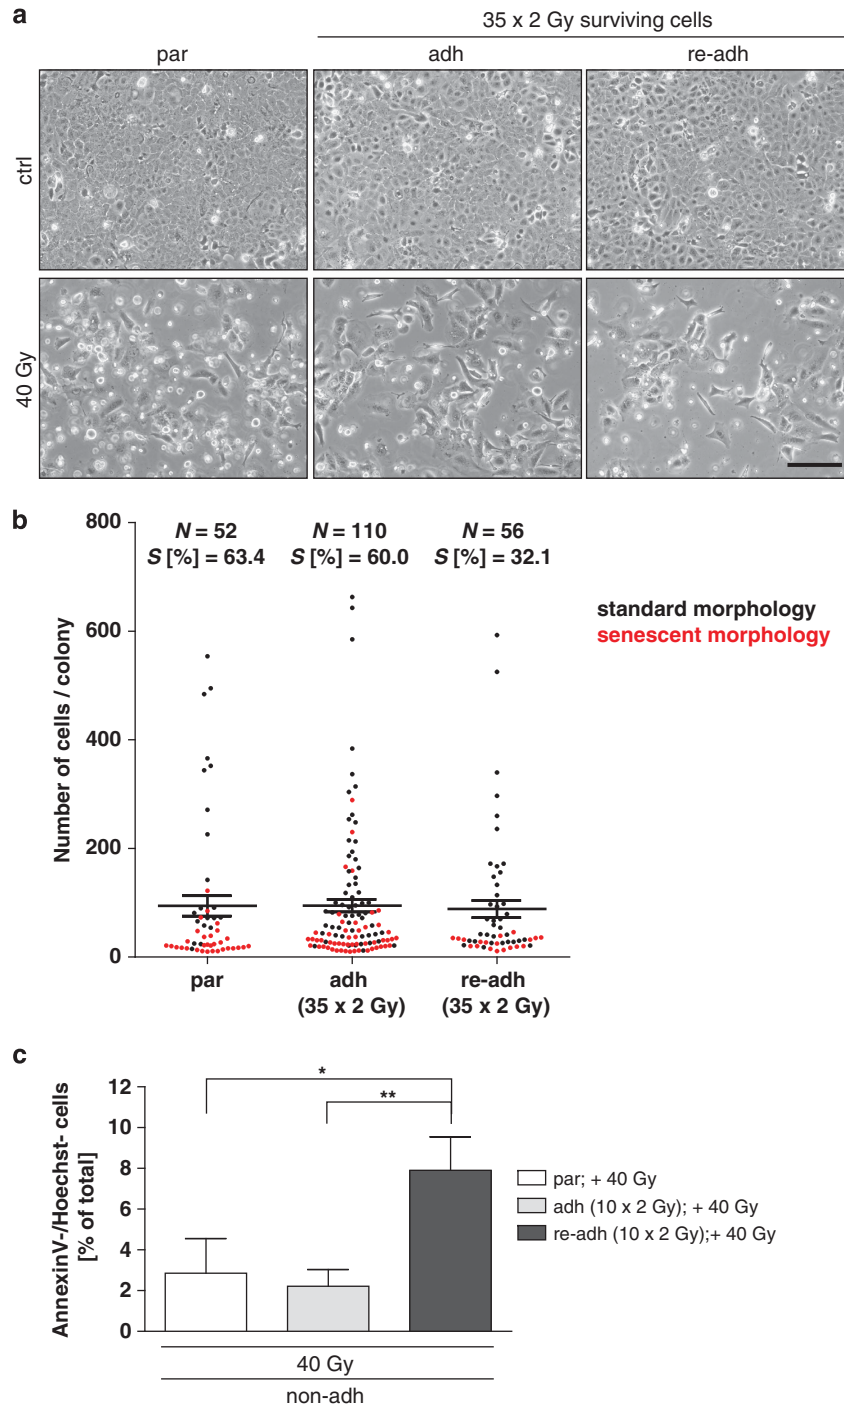 a
35 x 2 Gy surviving cells
par
adh
re-adh
ctrl
40 Gy
b
800
600
400
200
0
Number of cells / colony
N = 52
S [%] = 63.4
N = 110
S [%] = 60.0
N = 56
S [%] = 32.1
standard morphology
senescent morphology
par
adh
(35 x 2 Gy)
re-adh
(35 x 2 Gy)
c
12
10
8
6
4
2
0
AnnexinV-/Hoechst- cells
[% of total]
*
**
par; + 40 Gy
adh (10 x 2 Gy); + 40 Gy
re-adh (10 x 2 Gy);+ 40 Gy
40 Gy
non-adh